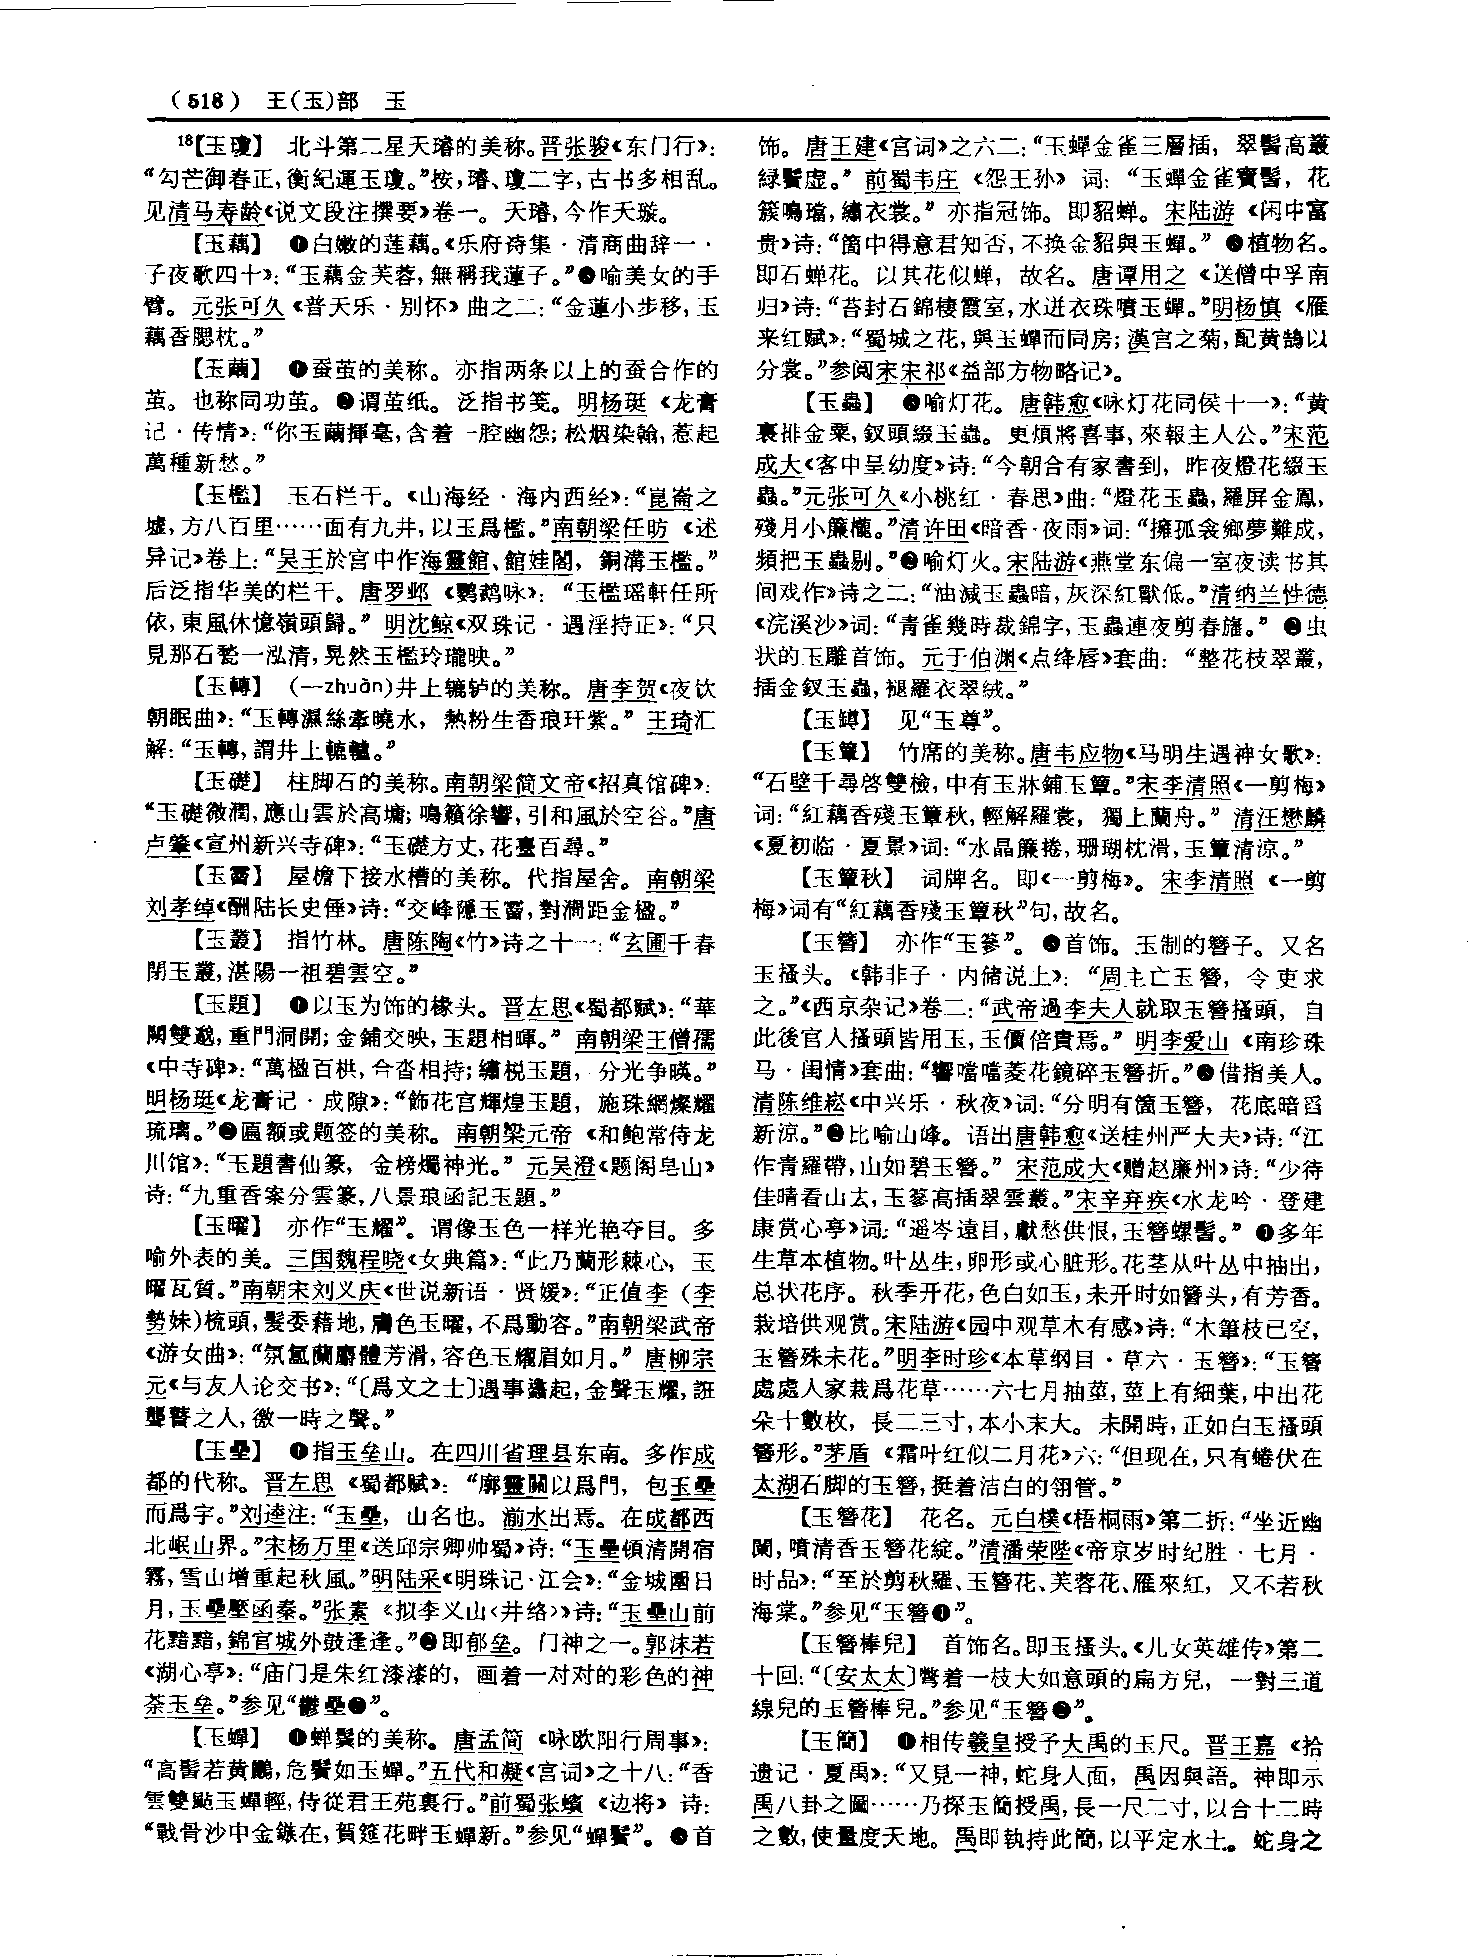 (518) 王(玉)部 玉
18【玉瓊】 北斗第二星天璿的美称。晋张骏《东门行》：
“勾芒御春正，衡紀運玉瓊。”按，璿、瓊二字，古书多相乱。
见清马寿龄《说文段注撰要》卷一。天璿，今作天璇。
【玉藕】 ❶白嫩的莲藕。《乐府诗集·清商曲辞一·
子夜歌四十》：“玉藕金芙蓉，無稱我蓮子。”❷喻美女的手
臂。元张可久《普天乐·别怀》曲之二：“金蓮小步移，玉
藕香腮枕。”
【玉繭】 ❶蚕茧的美称。亦指两条以上的蚕合作的
茧。也称同功茧。❷谓茧纸。泛指书笺。明杨珽《龙膏
记·传情》：“你玉繭揮毫，含着一腔幽怨；松烟染翰，惹起
萬種新愁。”
【玉檻】 玉石栏干。《山海经·海内西经》：“崑崙之
墟，方八百里……面有九井，以玉爲檻。”南朝梁任昉《述
异记》卷上：“吴王於宫中作海靈館、館娃閣，銅溝玉檻。”
后泛指华美的栏干。唐罗邺《鹦鹉咏》：“玉檻瑶軒任所
依，東風休憶嶺頭歸。”明沈鲸《双珠记·遇淫持正》：“只
見那石甃一泓清，晃然玉檻玲瓏映。”
【玉轉】 (—zhuàn)井上辘轳的美称。唐李贺《夜饮
朝眠曲》：“玉轉濕絲牽曉水，熱粉生香琅玕紫。”王琦汇
解：“玉轉，謂井上轆轤。”
【玉礎】 柱脚石的美称。南朝梁简文帝《招真馆碑》：
“玉礎微潤，應山雲於高墉；鳴籟徐響，引和風於空谷。”唐
卢肇《宣州新兴寺碑》：“玉礎方丈，花臺百尋。”
【玉霤】 屋檐下接水槽的美称。代指屋舍。南朝梁
刘孝绰《酬陆长史倕》诗：“交峰隱玉霤，對澗距金楹。”
【玉叢】 指竹林。唐陈陶《竹》诗之十一：“玄圃千春
閉玉叢，湛陽一祖碧雲空。”
【玉題】 ❶以玉为饰的椽头。晋左思《蜀都赋》：“華
闕雙邈，重門洞開；金鋪交映，玉題相暉。”南朝梁王僧孺
《中寺碑》：“萬楹百栱，合沓相持；繡棁玉題，分光争暎。”
明杨珽《龙膏记·成隙》：“飾花宫輝煌玉題，施珠網燦耀
琉璃。”❷匾额或题签的美称。南朝梁元帝《和鲍常侍龙
川馆》：“玉題書仙篆，金榜燭神光。”元吴澄《题阁皂山》
诗：“九重香案分雲篆，八景琅函記玉題。”
【玉曜】 亦作“玉耀”。谓像玉色一样光艳夺目。多
喻外表的美。三国魏程晓《女典篇》：“此乃蘭形棘心，玉
曜瓦質。”南朝宋刘义庆《世说新语·贤媛》：“正值李(李
勢妹)梳頭，髮委藉地，膚色玉曜，不爲動容。”南朝梁武帝
《游女曲》：“氛氲蘭麝體芳滑，容色玉耀眉如月。”唐柳宗
元《与友人论交书》：“〔爲文之士〕遇事蠭起，金聲玉耀，誑
聾瞽之人，徼一時之聲。”
【玉壘】 ❶指玉垒山。在四川省理县东南。多作成
都的代称。晋左思《蜀都赋》：“廓靈關以爲門，包玉壘
而爲宇。”刘逵注：“玉壘，山名也。湔水出焉。在成都西
北岷山界。”宋杨万里《送邱宗卿帅蜀》诗：“玉壘頓清開宿
霧，雪山增重起秋風。”明陆采《明珠记·江会》：“金城圍日
月，玉壘壓函秦。”张素《拟李义山〈井络〉》诗：“玉壘山前
花黯黯，錦官城外鼓逢逢。”❷即郁垒。门神之一。郭沫若
《湖心亭》：“庙门是朱红漆漆的，画着一对对的彩色的神
荼玉垒。”参见“鬱壘❷”。
【玉蟬】 ❶蝉鬓的美称。唐孟简《咏欧阳行周事》：
“高髻若黄鸝，危鬢如玉蟬。”五代和凝《宫词》之十八：“香
雲雙颭玉蟬輕，侍從君王苑裏行。”前蜀张蠙《边将》诗：
“戰骨沙中金鏃在，賀筵花畔玉蟬新。”参见“蟬鬢”。❷首
饰。唐王建《宫词》之六二：“玉蟬金雀三層插，翠髻高叢
緑鬢虚。”前蜀韦庄《怨王孙》词：“玉蟬金雀寳髻，花
簇鳴璫，繡衣裳。”亦指冠饰。即貂蝉。宋陆游《闲中富
贵》诗：“箇中得意君知否，不换金貂與玉蟬。”❸植物名。
即石蝉花。以其花似蝉，故名。唐谭用之《送僧中孚南
归》诗：“苔封石錦棲霞室，水迸衣珠噴玉蟬。”明杨慎《雁
来红赋》：“蜀城之花，與玉蟬而同房；漢宫之菊，配黄鵠以
分裳。”参阅宋宋祁《益部方物略记》。
【玉蟲】 ❶喻灯花。唐韩愈《咏灯花同侯十一》：“黄
裏排金粟，釵頭綴玉蟲。更煩將喜事，來報主人公。”宋范
成大《客中呈幼度》诗：“今朝合有家書到，昨夜燈花綴玉
蟲。”元张可久《小桃红·春思》曲：“燈花玉蟲，羅屏金鳳，
殘月小簾櫳。”清许田《暗香·夜雨》词：“擁孤衾鄉夢難成，
頻把玉蟲剔。”❷喻灯火。宋陆游《燕堂东偏一室夜读书其
间戏作》诗之二：“油減玉蟲暗，灰深紅獸低。”清纳兰性德
《浣溪沙》词：“青雀幾時裁錦字，玉蟲連夜剪春旛。”❸虫
状的玉雕首饰。元于伯渊《点绛唇》套曲：“整花枝翠叢，
插金釵玉蟲，褪羅衣翠绒。”
【玉罇】 见“玉尊”。
【玉簟】 竹席的美称。唐韦应物《马明生遇神女歌》：
“石壁千尋啓雙檢，中有玉牀鋪玉簟。”宋李清照《一剪梅》
词：“紅藕香殘玉簟秋，輕解羅裳，獨上蘭舟。”清汪懋麟
《夏初临·夏景》词：“水晶簾捲，珊瑚枕滑，玉簟清凉。”
【玉簟秋】 词牌名。即《一剪梅》。宋李清照《一剪
梅》词有“紅藕香殘玉簟秋”句，故名。
【玉簪】 亦作“玉篸”。❶首饰。玉制的簪子。又名
玉搔头。《韩非子·内储说上》：“周主亡玉簪，令吏求
之。”《西京杂记》卷二：“武帝過李夫人就取玉簪搔頭，自
此後宫人搔頭皆用玉，玉價倍貴焉。”明李爱山《南珍珠
马·闺情》套曲：“響噹噹菱花鏡碎玉簪折。”❷借指美人。
清陈维崧《中兴乐·秋夜》词：“分明有箇玉簪，花底暗舀
新凉。”❸比喻山峰。语出唐韩愈《送桂州严大夫》诗：“江
作青羅帶，山如碧玉簪。”宋范成大《赠赵廉州》诗：“少待
佳晴看山去，玉篸高插翠雲叢。”宋辛弃疾《水龙吟·登建
康赏心亭》词：“遥岑遠目，獻愁供恨，玉簪螺髻。”❹多年
生草本植物。叶丛生，卵形或心脏形。花茎从叶丛中抽出，
总状花序。秋季开花，色白如玉，未开时如簪头，有芳香。
栽培供观赏。宋陆游《园中观草木有感》诗：“木筆枝已空，
玉簪殊未花。”明李时珍《本草纲目·草六·玉簪》：“玉簪
處處人家栽爲花草……六七月抽莖，莖上有細葉，中出花
朵十數枚，長二三寸，本小末大。未開時，正如白玉搔頭
簪形。”茅盾《霜叶红似二月花》六：“但现在，只有蜷伏在
太湖石脚的玉簪，挺着洁白的翎管。”
【玉簪花】 花名。元白樸《梧桐雨》第二折：“坐近幽
闌，噴清香玉簪花綻。”清潘荣陛《帝京岁时纪胜·七月·
时品》：“至於剪秋羅、玉簪花、芙蓉花、雁來紅，又不若秋
海棠。”参见“玉簪❹”。
【玉簪棒兒】 首饰名。即玉搔头。《儿女英雄传》第二
十回：“〔安太太〕彆着一枝大如意頭的扁方兒，一對三道
線兒的玉簪棒兒。”参见“玉簪❶”。
【玉簡】 ❶相传羲皇授予大禹的玉尺。晋王嘉《拾
遗记·夏禹》：“又見一神，蛇身人面，禹因與語。神即示
禹八卦之圖……乃探玉簡授禹，長一尺二寸，以合十二時
之數，使量度天地。禹即執持此簡，以平定水土。蛇身之